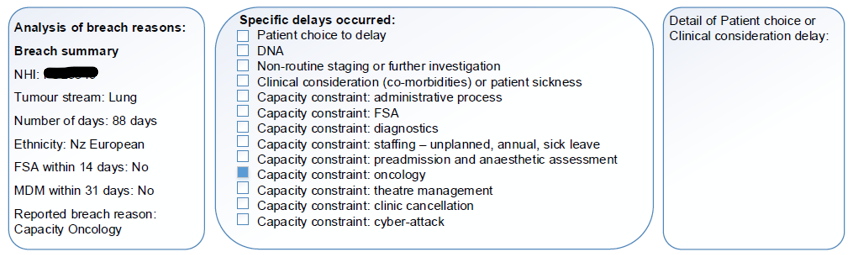 Analysis of breach reasons:
Breach summary
NHI:
Tumour stream: Lung
Number of days: 88 days
Ethnicity: Nz European
FSA within 14 days: No
MDM within 31 days: No
Reported breach reason:
Capacity Oncology
Specific delays occurred:
Patient choice to delay
DNA
Non-routine staging or further investigation
Clinical consideration (co-morbidities) or patient sickness
Capacity constraint: administrative process
Capacity constraint: FSA
Capacity constraint: diagnostics
Capacity constraint: staffing – unplanned, annual, sick leave
Capacity constraint: preadmission and anaesthetic assessment
Capacity constraint: oncology
Capacity constraint: theatre management
Capacity constraint: clinic cancellation
Capacity constraint: cyber-attack
Detail of Patient choice or
Clinical consideration delay: